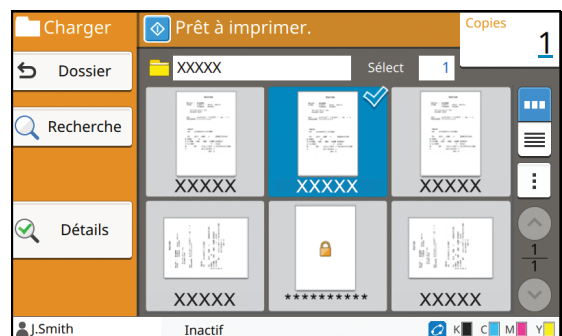 Charger
Prêt à imprimer.
Copies
1
Dossier
XXXXX
Sélect
1
Recherche
XXXXX
XXXXX
XXXXX
Détails
1
1
XXXXX
**********
XXXXX
J.Smith
Inactif
K
C
M
Y